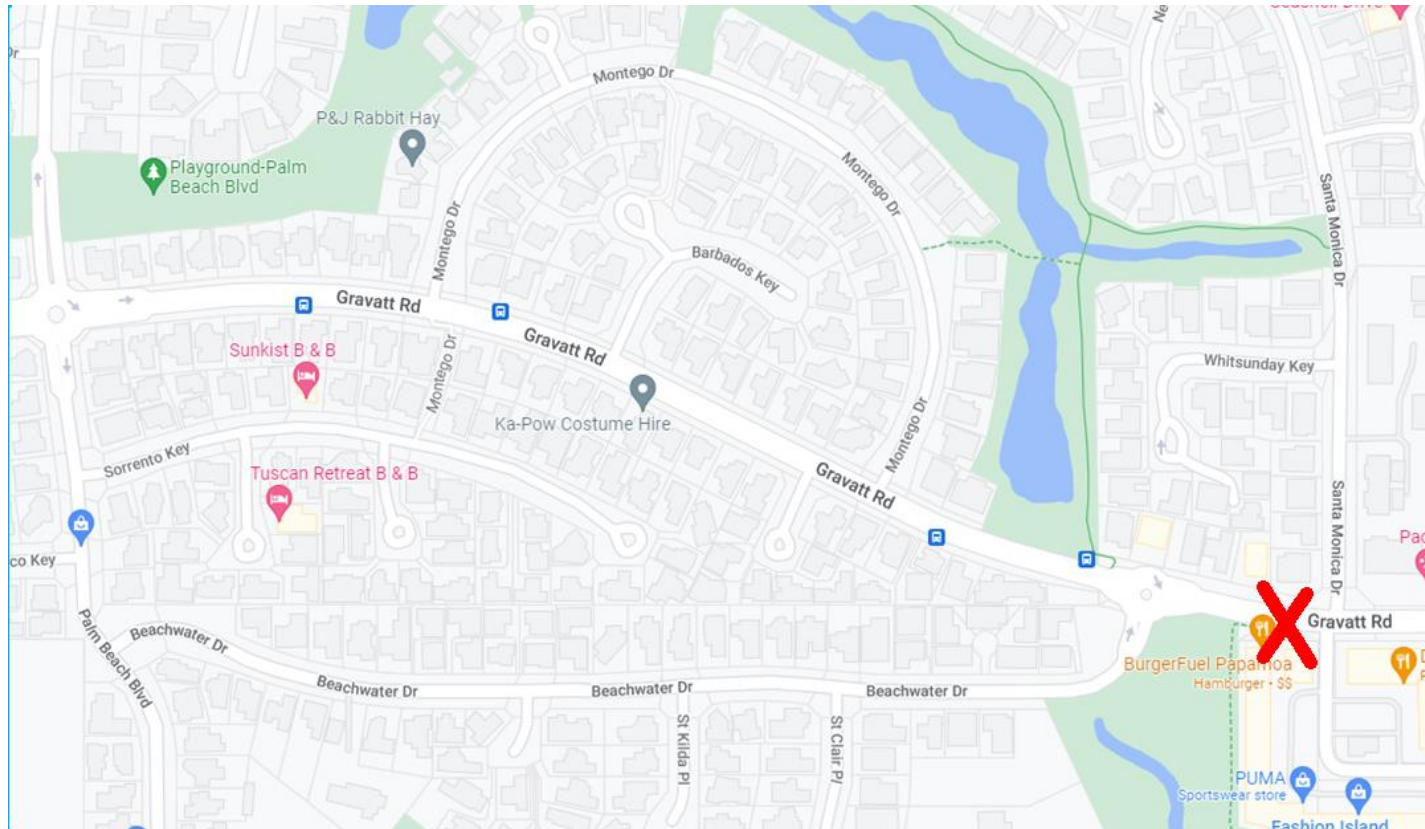 Montego Dr
P&J Rabbit Hay
Playground-Palm
Beach Blvd
Montego Dr
Santa Monica Dr
Montego Dr
Barbados Key
Gravatt Rd
Gravatt Rd
Sunkist B & B
Montego Dr
Whitsunday Key
Ka-Pow Costume Hire
Montego Dr
Sorrento Key
Tuscan Retreat B & B
Gravatt Rd
Santa Monica Dr
co Key
Palm Beach Blvd
Beachwater Dr
Gravatt Rd
BurgerFuel Papamoa
Hamburger • $$
Beachwater Dr
Beachwater Dr
Beachwater Dr
St Kilda Pl
St Clair Pl
PUMA
Sportswear store
Fashion Island